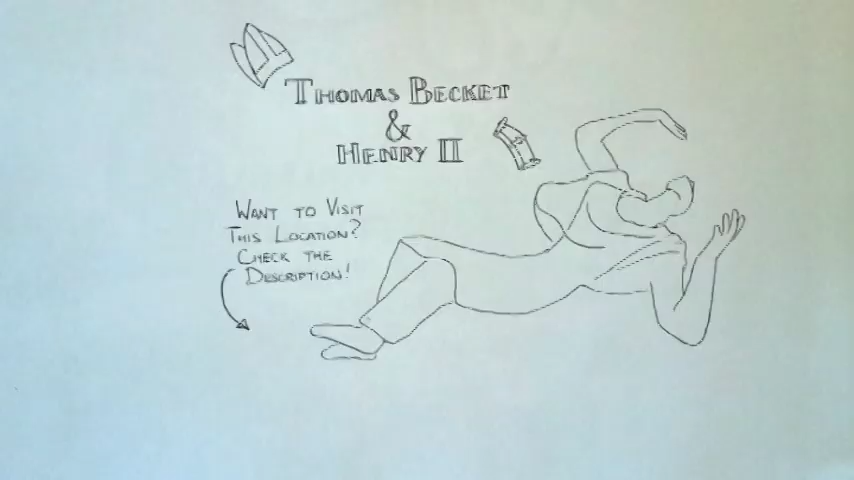 Thomas Becket
&
Henry II
Want to Visit
This Location?
Check the
Description!